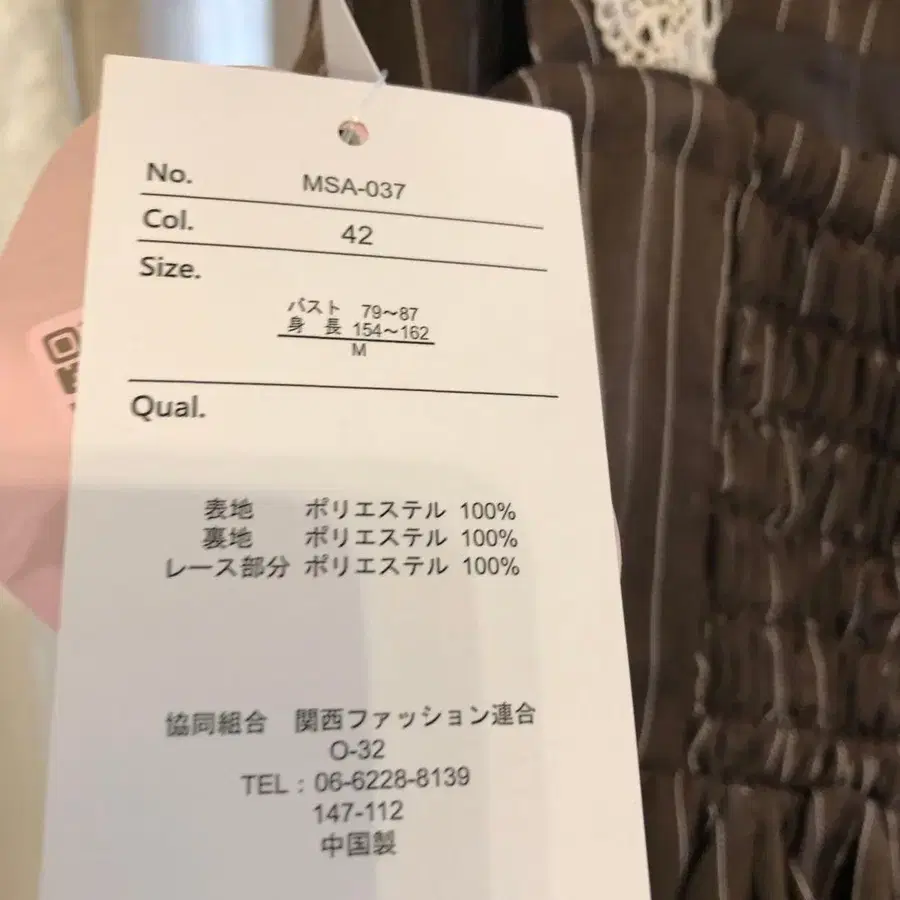 No. MSA-037
Col. 42
Size.
バスト 79～87
身 長 154～162
M
Qual.
表地 ポリエステル 100%
裏地 ポリエステル 100%
レース部分 ポリエステル 100%
協同組合 関西ファッション連合
O-32
TEL : 06-6228-8139
147-112
中国製